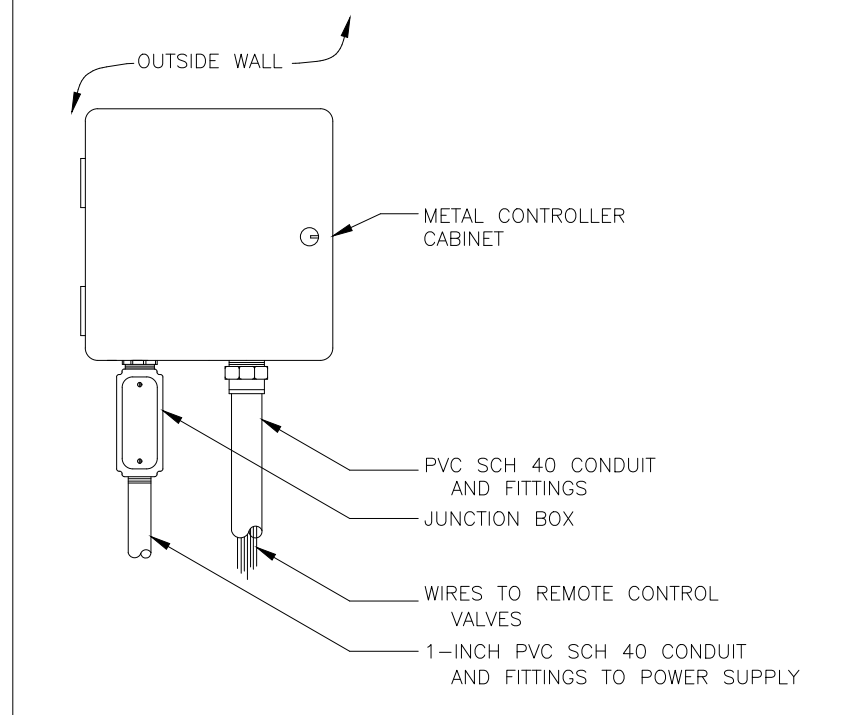 OUTSIDE WALL
METAL CONTROLLER
CABINET
PVC SCH 40 CONDUIT
AND FITTINGS
JUNCTION BOX
WIRES TO REMOTE CONTROL
VALVES
1-INCH PVC SCH 40 CONDUIT
AND FITTINGS TO POWER SUPPLY